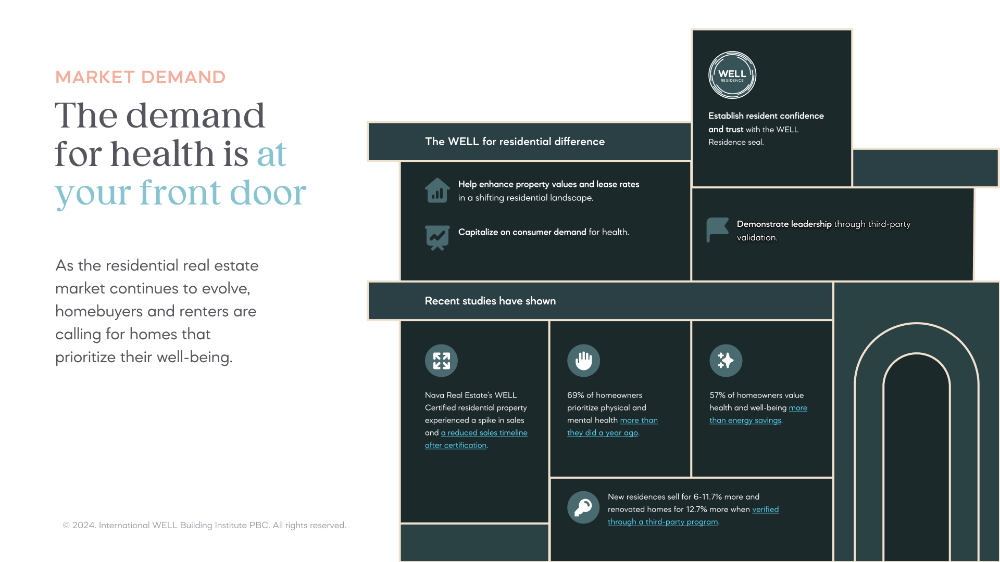 MARKET DEMAND
The demand
for health is at
your front door
As the residential real estate
market continues to evolve,
homebuyers and renters are
calling for homes that
prioritize their well-being.
© 2024. International WELL Building Institute PBC. All rights reserved.
The WELL for residential difference
Help enhance property values and lease rates
in a shifting residential landscape.
Capitalize on consumer demand for health.
WELL
RESIDENCE
Establish resident confidence
and trust with the WELL
Residence seal.
Demonstrate leadership through third-party
validation.
Recent studies have shown
Nava Real Estate's WELL
Certified residential property
experienced a spike in sales
and a reduced sales timeline
after certification.
69% of homeowners
prioritize physical and
mental health more than
they did a year ago.
57% of homeowners value
health and well-being more
than energy savings.
New residences sell for 6-11.7% more and
renovated homes for 12.7% more when verified
through a third-party program.